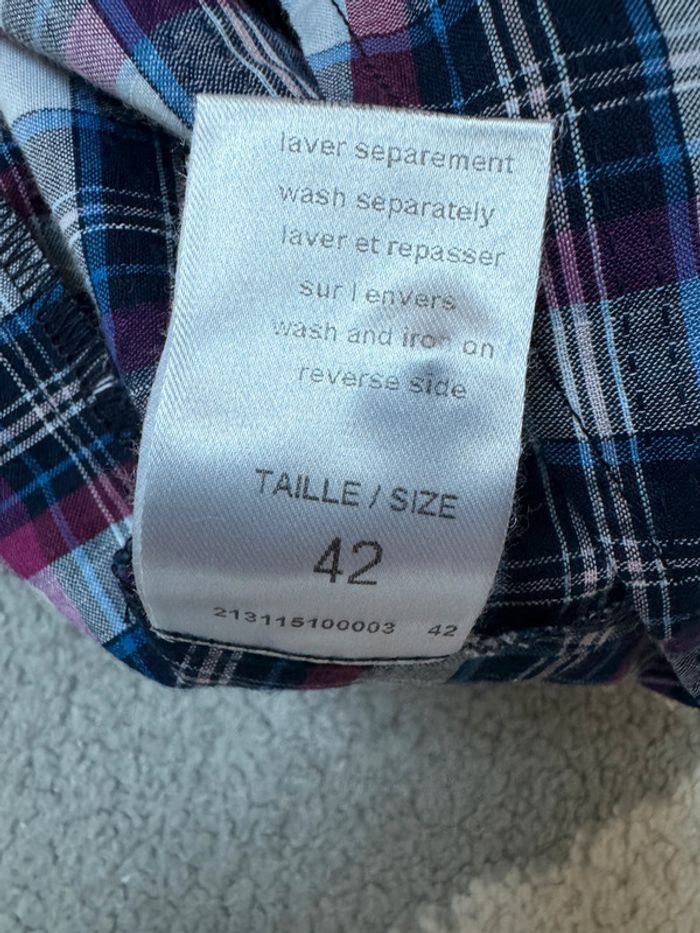 laver separement
wash separately
laver et repasser
sur l envers
wash and iron on
reverse side
TAILLE / SIZE
42
213115100003 42